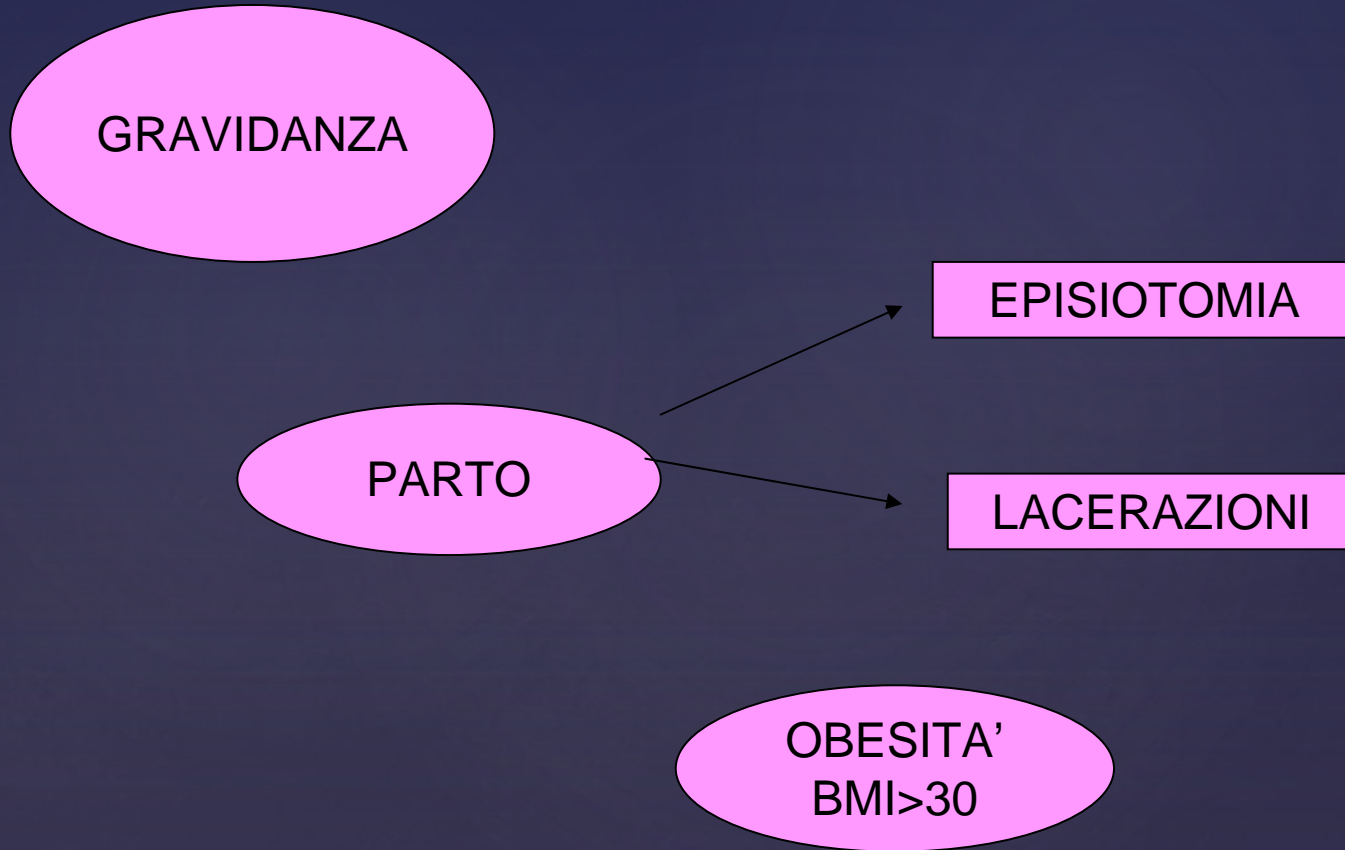 GRAVIDANZA
EPISIOTOMIA
PARTO
LACERAZIONI
OBESITA’
BMI>30